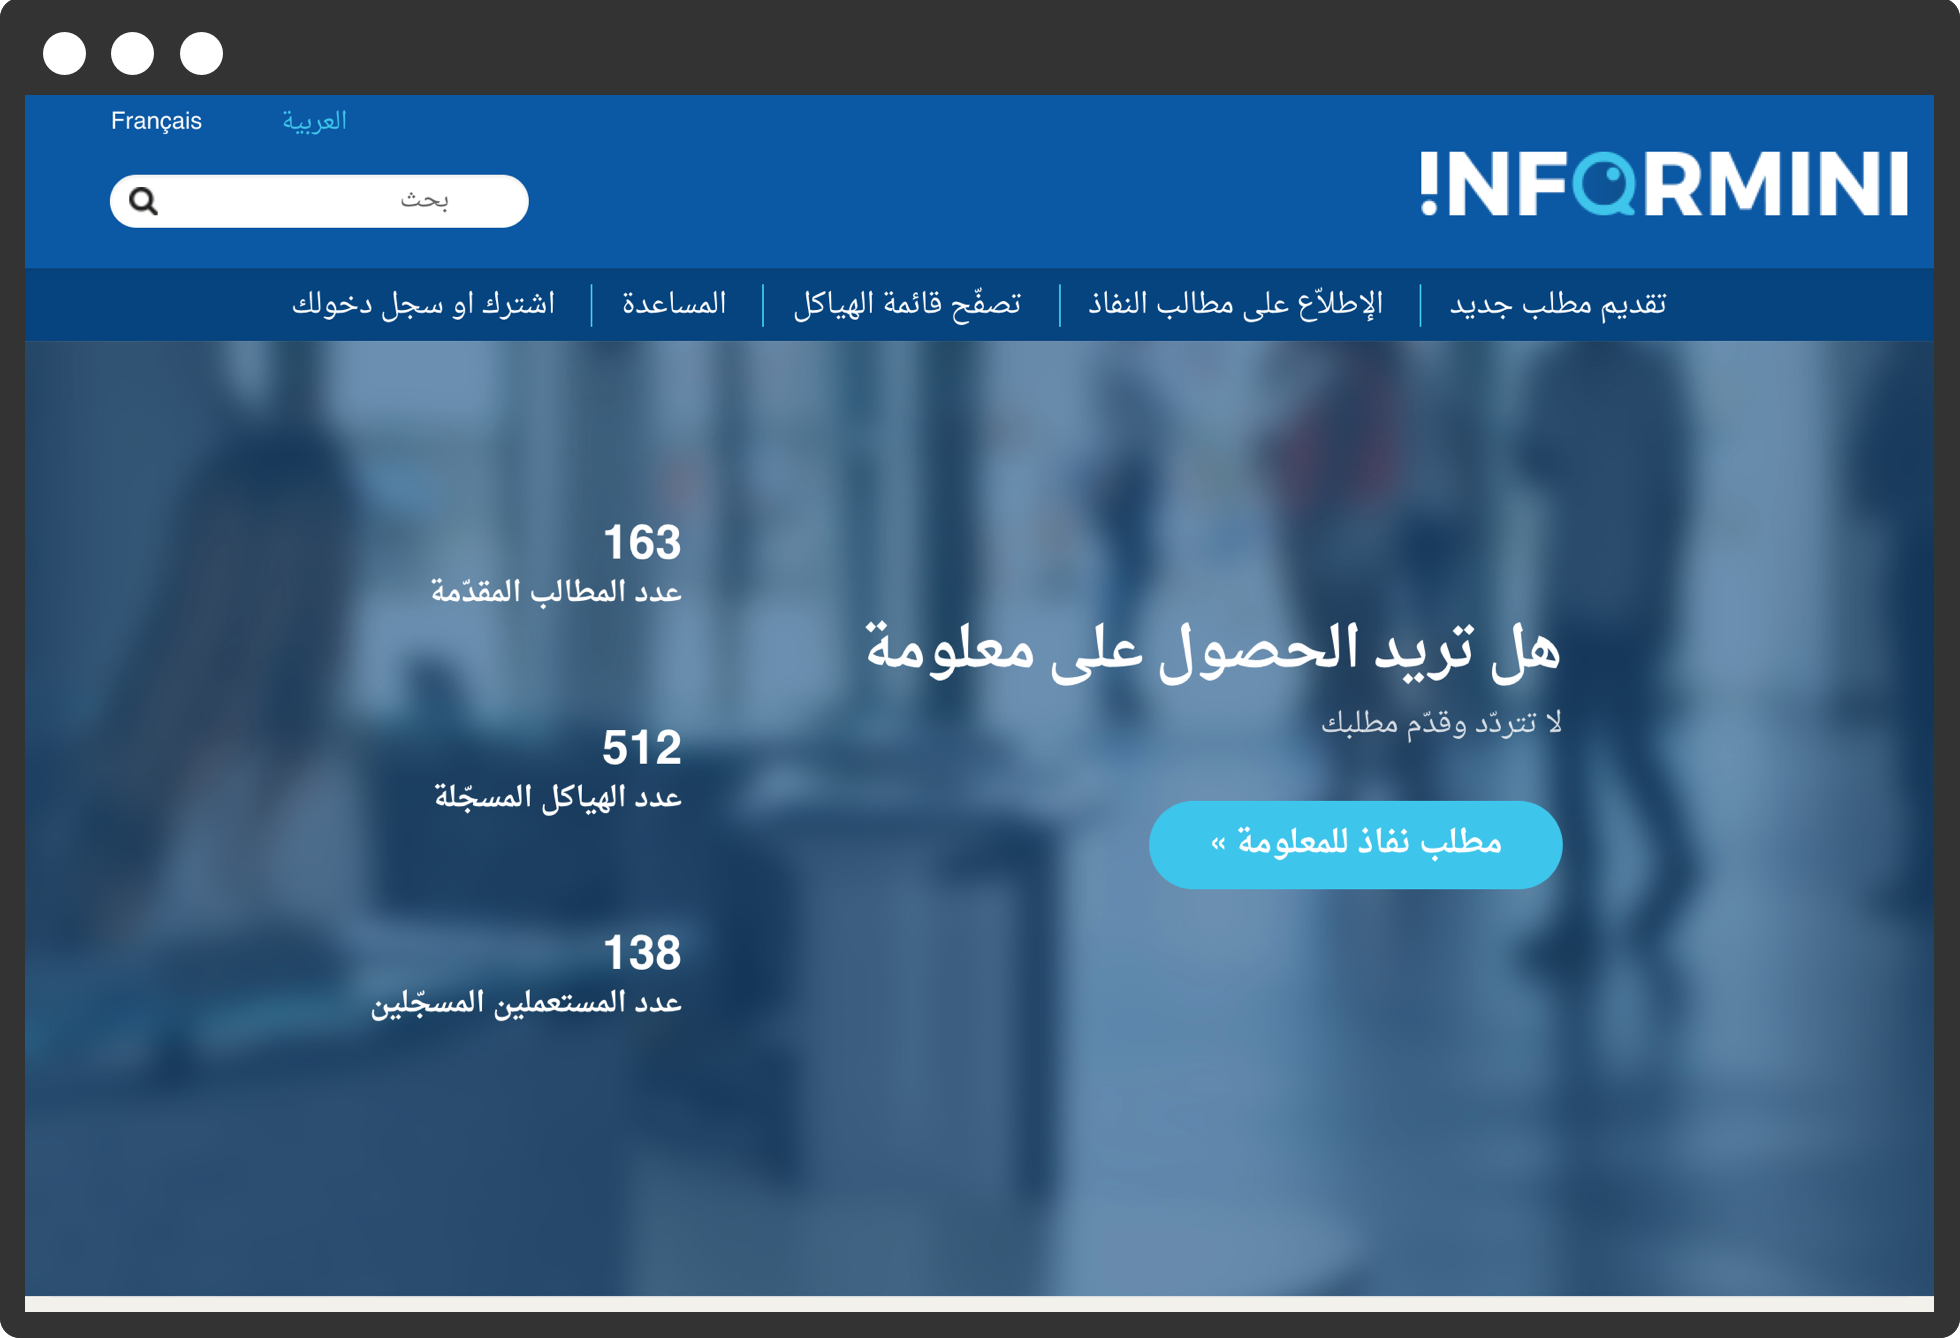 Français
العربية
بحث
!NFORMINI
تقديم مطلب جديد
الإطلاّع على مطالب النفاذ
تصفّح قائمة الهياكل
المساعدة
اشترك او سجل دخولك
هل تريد الحصول على معلومة
لا تتردّد وقدّم مطلبك
مطلب نفاذ للمعلومة »
163
عدد المطالب المقدّمة
512
عدد الهياكل المسجّلة
138
عدد المستعملين المسجّلين